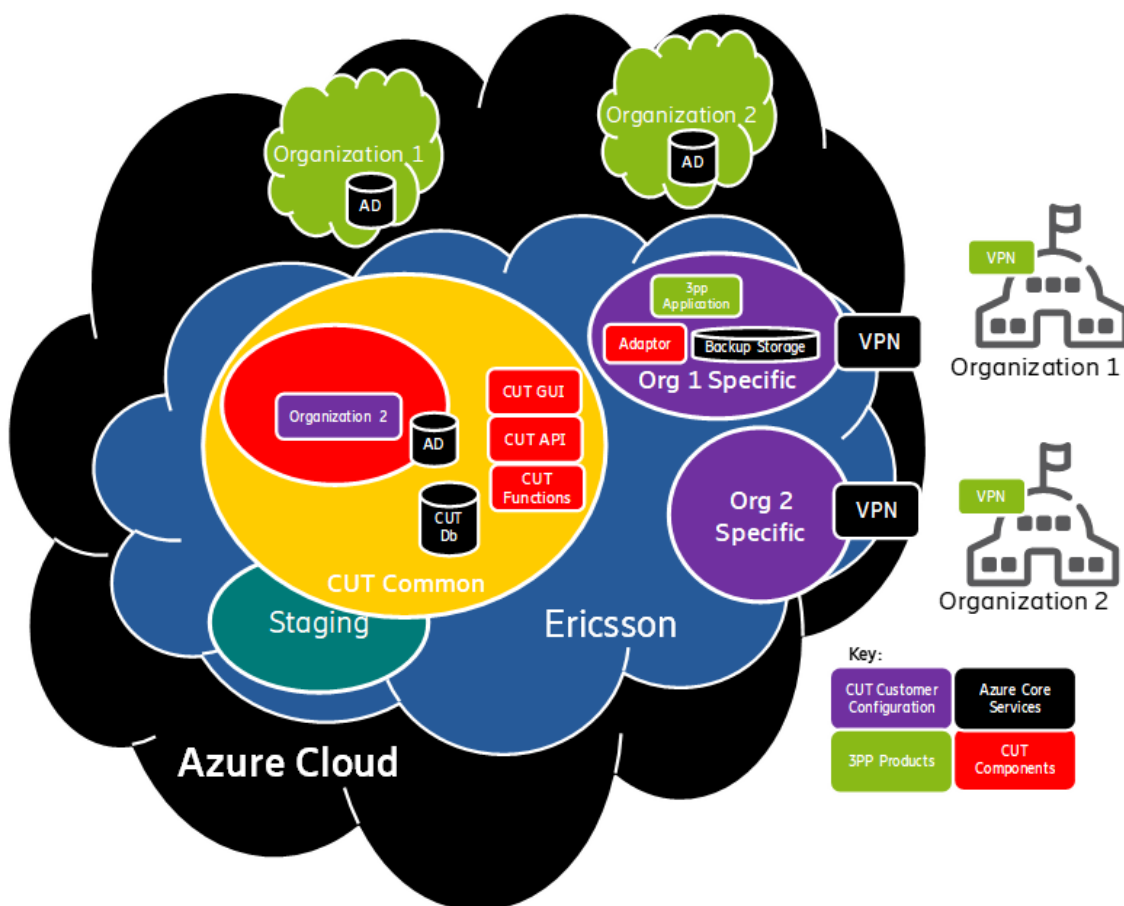 Organization 2
AD
Organization 1
AD
VPN
3pp
Application
Adaptor
Backup Storage
Org 1 Specific
VPN
Organization 1
CUT GUI
Organization 2
CUT API
AD
CUT
Functions
CUT
Db
CUT Common
Org 2
Specific
VPN
VPN
Organization 2
Staging
Ericsson
Azure Cloud
Key:
CUT Customer
Configuration
Azure Core
Services
3PP Products
CUT
Components